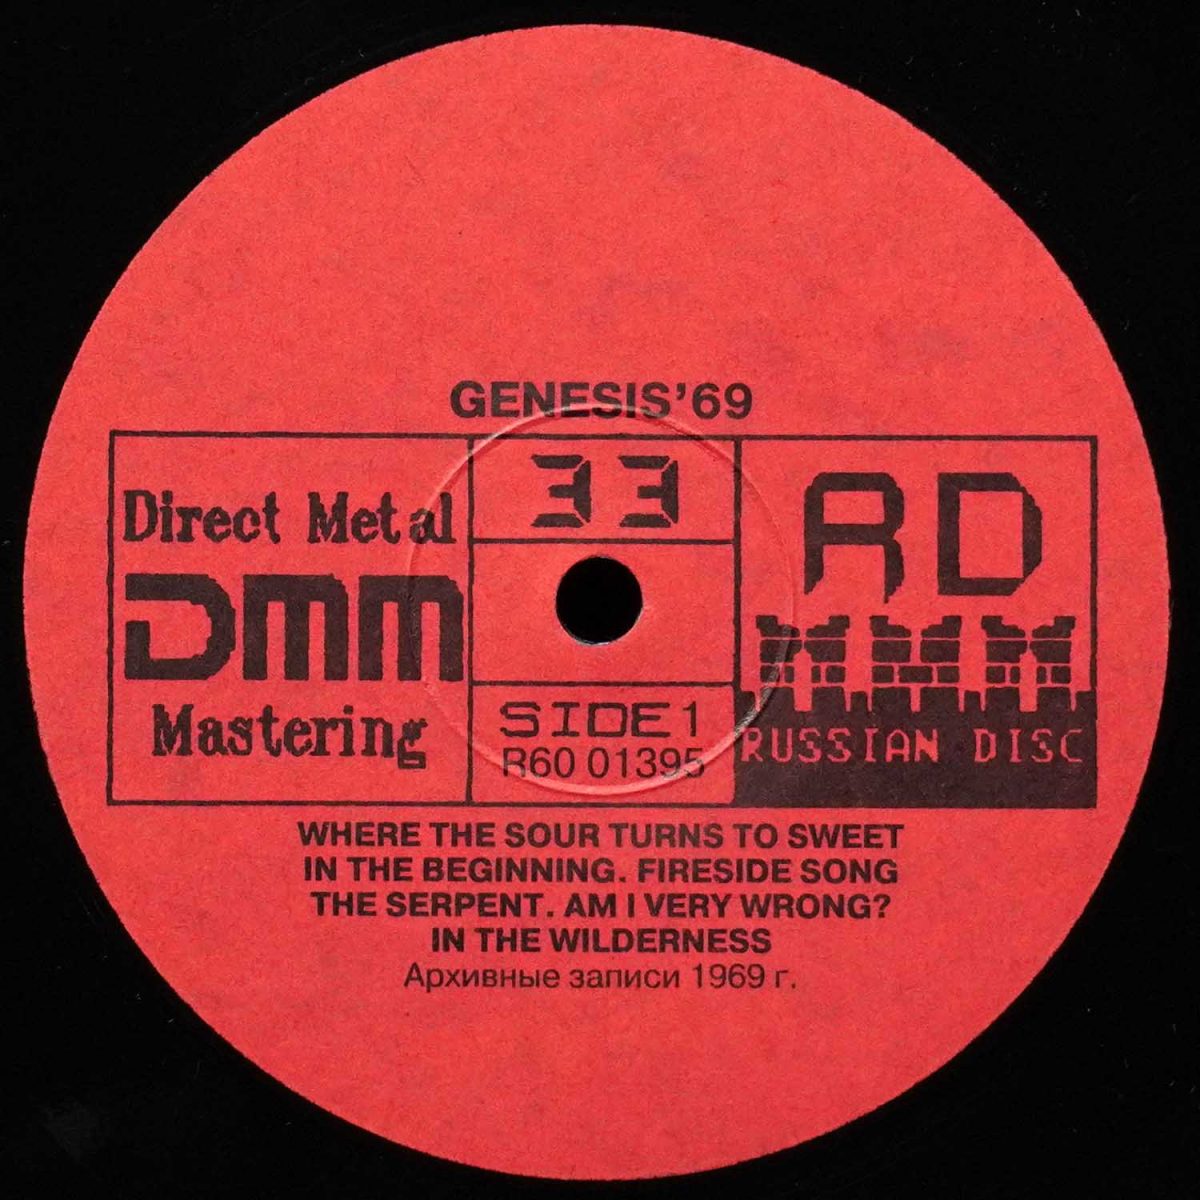 GENESIS'69
Direct Metal
DMM
Mastering
33
SIDE 1
R60 01395
RD
RUSSIAN DISC
WHERE THE SOUR TURNS TO SWEET
IN THE BEGINNING. FIRESIDE SONG
THE SERPENT. AM I VERY WRONG?
IN THE WILDERNESS
Архивные записи 1969 г.